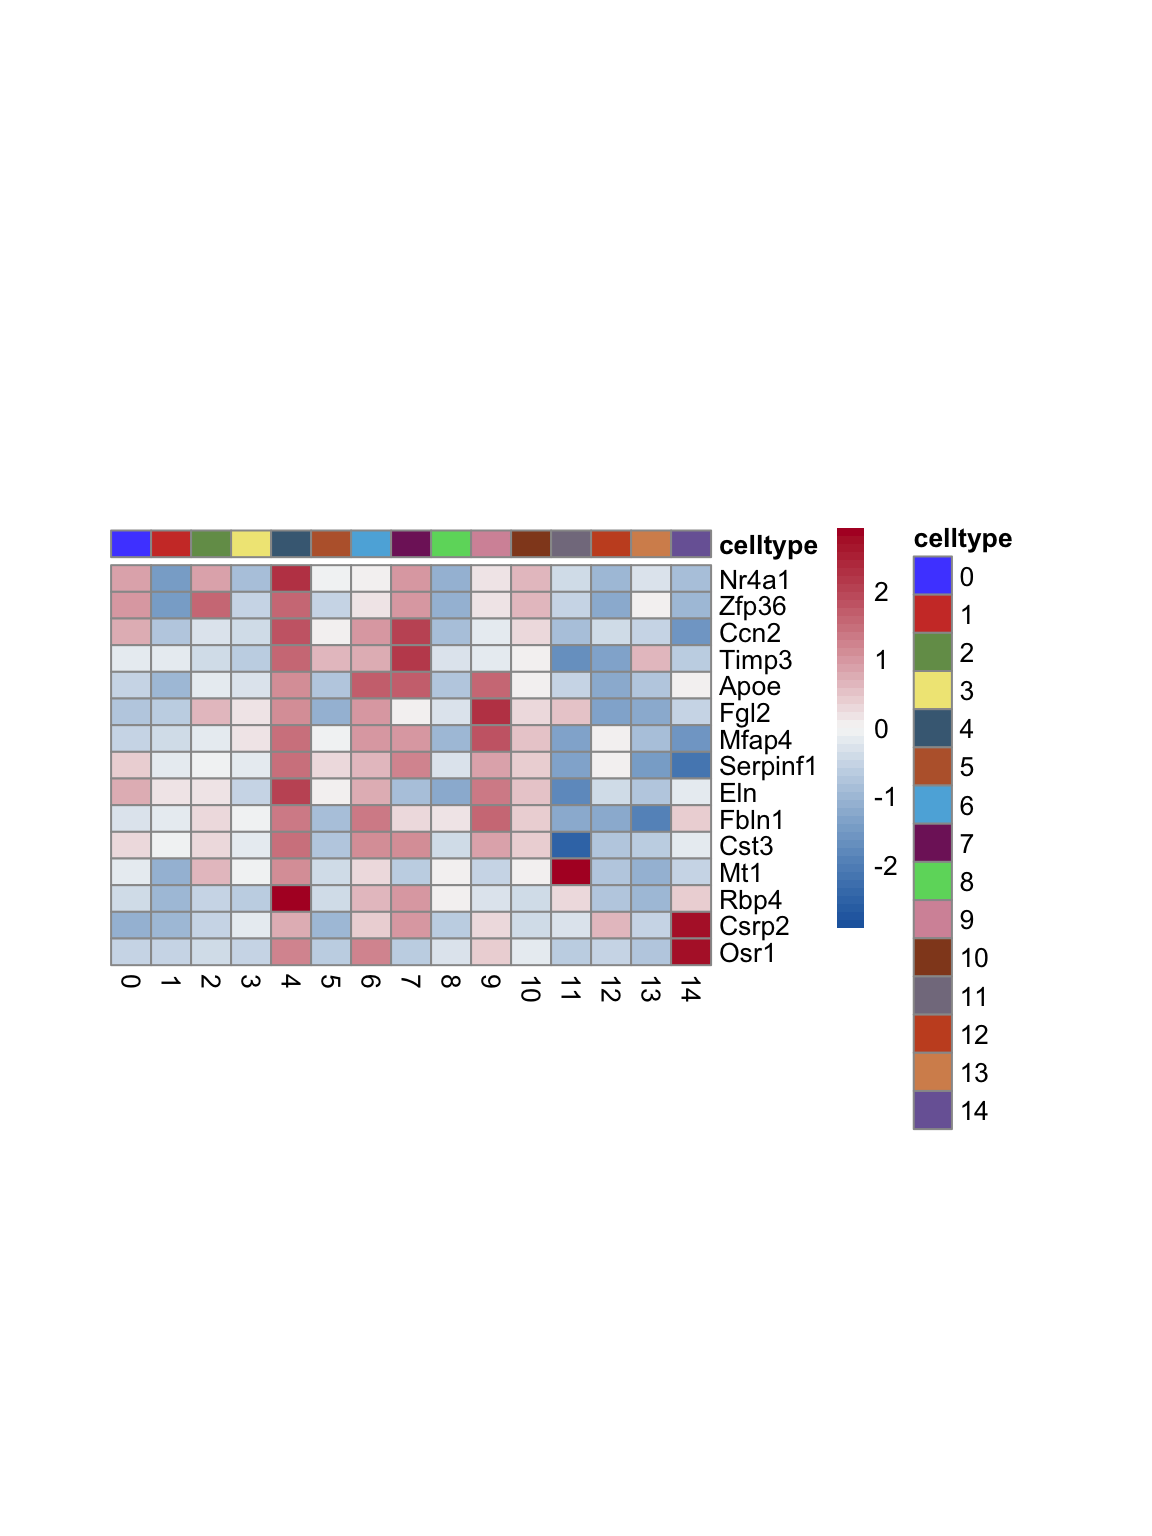 celltype
Nr4a1
Zfp36
Ccn2
Timp3
Apoe
Fgl2
Mfap4
Serpinf1
Eln
Fbln1
Cst3
Mt1
Rbp4
Csrp2
Osr1
0 1 2 3 4 5 6 7 8 9 10 11 12 13 14
2
1
0
-1
-2
celltype
0
1
2
3
4
5
6
7
8
9
10
11
12
13
14